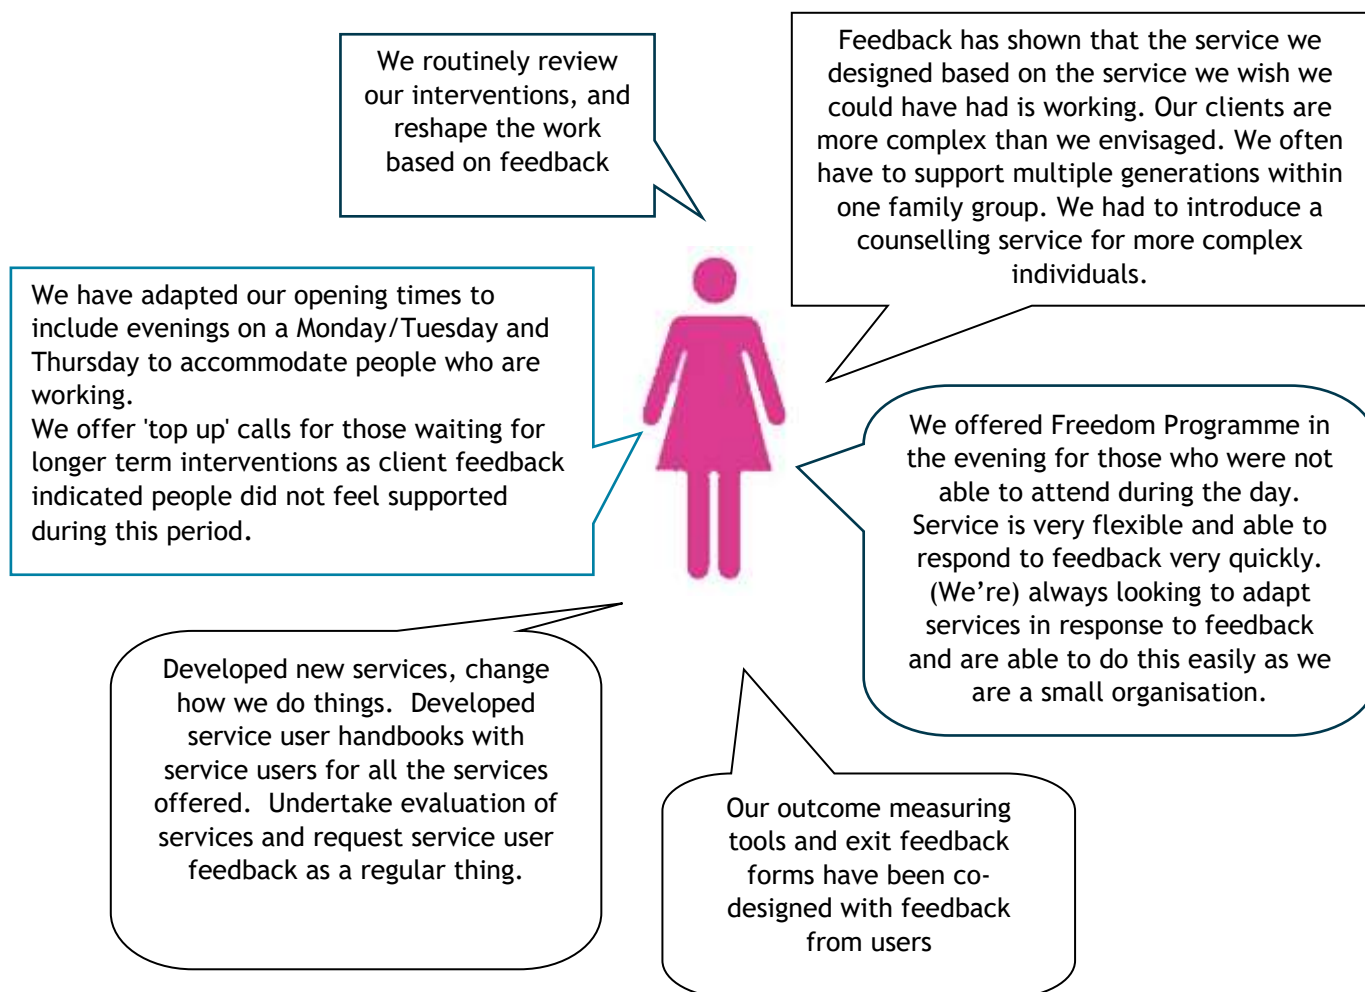 We routinely review
our interventions, and
reshape the work
based on feedback
Feedback has shown that the service we
designed based on the service we wish we
could have had is working. Our clients are
more complex than we envisaged. We often
have to support multiple generations within
one family group. We had to introduce a
counselling service for more complex
individuals.
We have adapted our opening times to
include evenings on a Monday/Tuesday and
Thursday to accommodate people who are
working.
We offer 'top up' calls for those waiting for
longer term interventions as client feedback
indicated people did not feel supported
during this period.
We offered Freedom Programme in
the evening for those who were not
able to attend during the day.
Service is very flexible and able to
respond to feedback very quickly.
(We’re) always looking to adapt
services in response to feedback
and are able to do this easily as we
are a small organisation.
Developed new services, change
how we do things.  Developed
service user handbooks with
service users for all the services
offered.  Undertake evaluation of
services and request service user
feedback as a regular thing.
Our outcome measuring
tools and exit feedback
forms have been co-
designed with feedback
from users